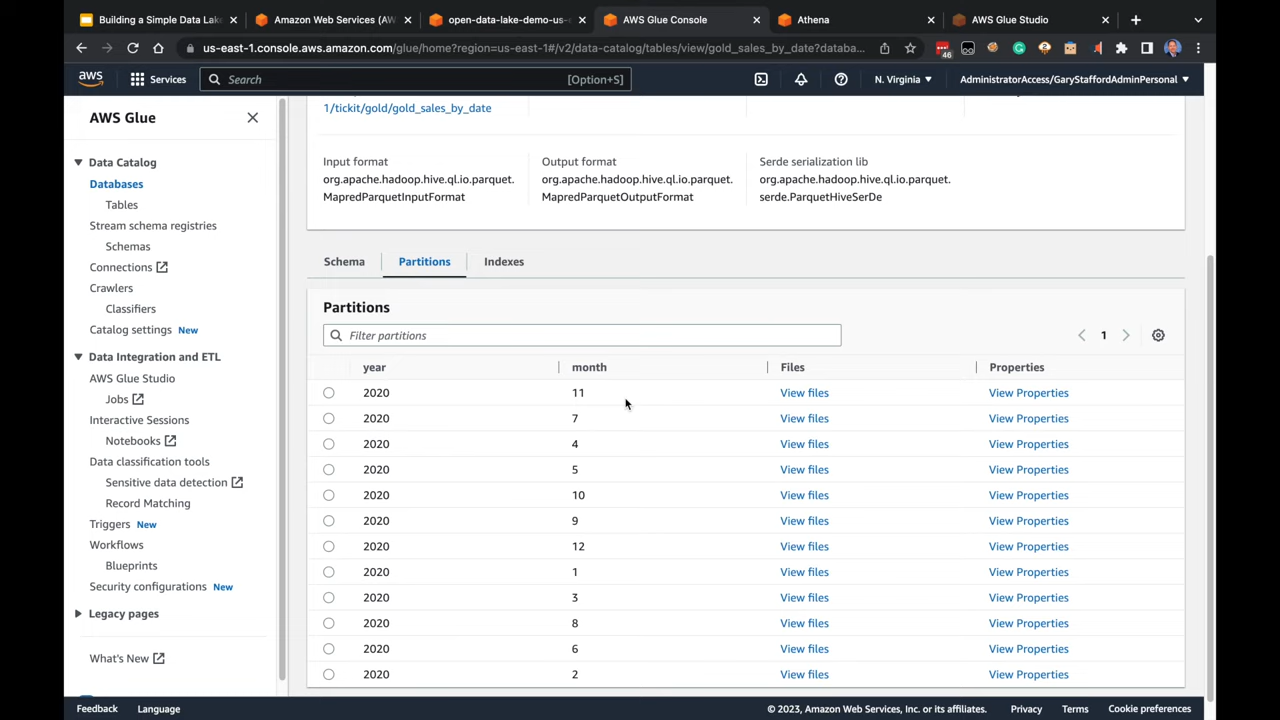 Building a Simple Data Lake
Amazon Web Services (AW
open-data-lake-demo-us-e
AWS Glue Console
Athena
AWS Glue Studio
us-east-1.console.aws.amazon.com/glue/home?region=us-east-1#/v2/data-catalog/tables/view/gold_sales_by_date?databa...
46
aws
Services
Search
[Option+S]
N. Virginia
AdministratorAccess/GaryStaffordAdminPersonal
AWS Glue
Data Catalog
Databases
Tables
Stream schema registries
Schemas
Connections
Crawlers
Classifiers
Catalog settings New
Data Integration and ETL
AWS Glue Studio
Jobs
Interactive Sessions
Notebooks
Data classification tools
Sensitive data detection
Record Matching
Triggers New
Workflows
Blueprints
Security configurations New
Legacy pages
What's New
1/tickit/gold/gold_sales_by_date
Input format
org.apache.hadoop.hive.ql.io.parquet.
MapredParquetInputFormat
Output format
org.apache.hadoop.hive.ql.io.parquet.
MapredParquetOutputFormat
Serde serialization lib
org.apache.hadoop.hive.ql.io.parquet.
serde.ParquetHiveSerDe
Schema
Partitions
Indexes
Partitions
Filter partitions
1
year month Files Properties
2020 11 View files View Properties
2020 7 View files View Properties
2020 4 View files View Properties
2020 5 View files View Properties
2020 10 View files View Properties
2020 9 View files View Properties
2020 12 View files View Properties
2020 1 View files View Properties
2020 3 View files View Properties
2020 8 View files View Properties
2020 6 View files View Properties
2020 2 View files View Properties
Feedback
Language
© 2023, Amazon Web Services, Inc. or its affiliates.
Privacy
Terms
Cookie preferences